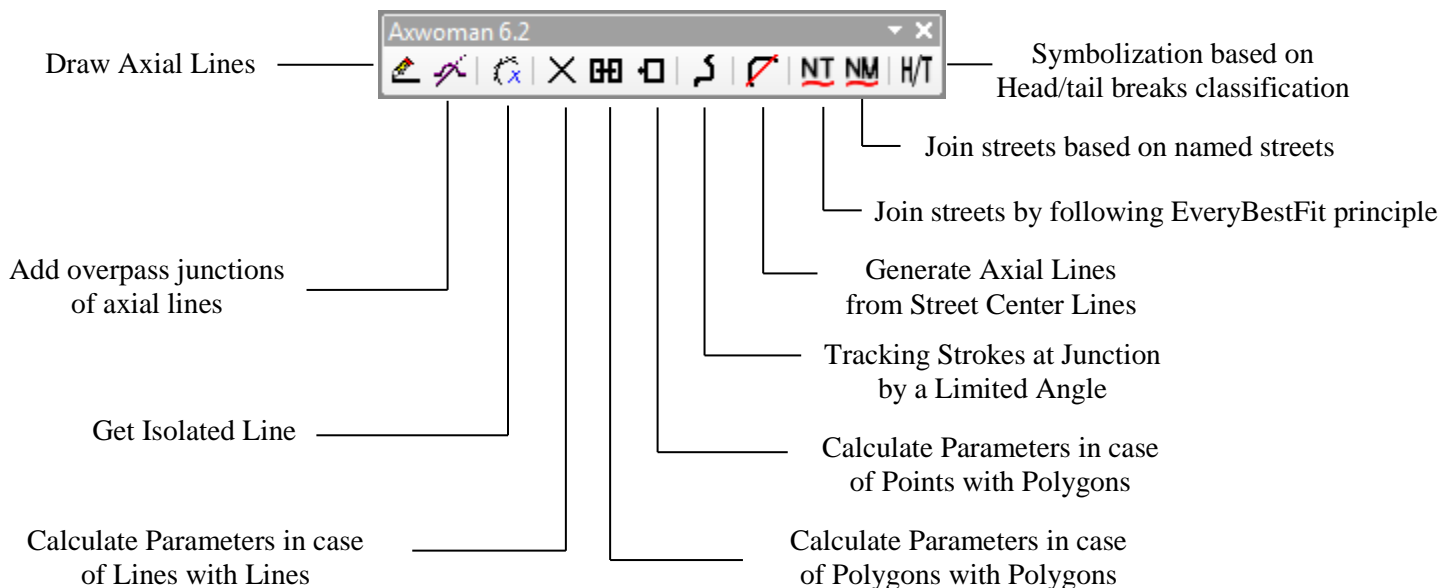 Axwoman 6.2
NT NM H/T
Draw Axial Lines
Symbolization based on
Head/tail breaks classification
Join streets based on named streets
Join streets by following EveryBestFit principle
Add overpass junctions
of axial lines
Generate Axial Lines
from Street Center Lines
Tracking Strokes at Junction
by a Limited Angle
Get Isolated Line
Calculate Parameters in case
of Points with Polygons
Calculate Parameters in case
of Lines with Lines
Calculate Parameters in case
of Polygons with Polygons